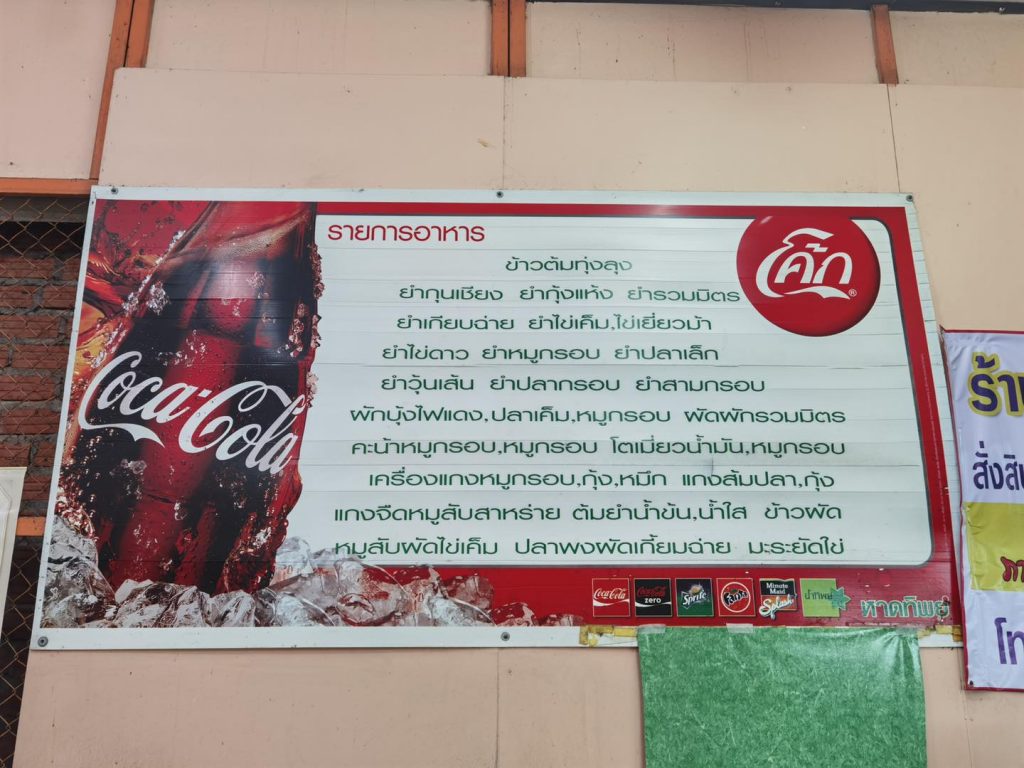 รายการอาหาร
โค้ก
®
ข้าวต้มทุ่งลุง
ยำกุนเชียง ยำกุ้งแห้ง ยำรวมมิตร
ยำเกียบฉ่าย ยำไข่เค็ม,ไข่เยี่ยวม้า
ยำไข่ดาว ยำหมูกรอบ ยำปลาเล็ก
ยำวุ้นเส้น ยำปลากรอบ ยำสามกรอบ
ผักบุ้งไฟแดง,ปลาเค็ม,หมูกรอบ ผัดผักรวมมิตร
คะน้าหมูกรอบ,หมูกรอบ โตเมี่ยวน้ำมัน,หมูกรอบ
เครื่องแกงหมูกรอบ,กุ้ง,หมึก แกงส้มปลา,กุ้ง
แกงจืดหมูสับสาหร่าย ต้มยำน้ำข้น,น้ำใส ข้าวผัด
หมูสับผัดไข่เค็ม ปลาพงผัดเกี้ยมฉ่าย มะระยัดไข่
Coca-Cola
Coca-Cola
Coca-Cola zero
Sprite
Minute Maid Splash
น้ำทิพย์
หาดทิพย์
ร้า
สั่งสิ
โท